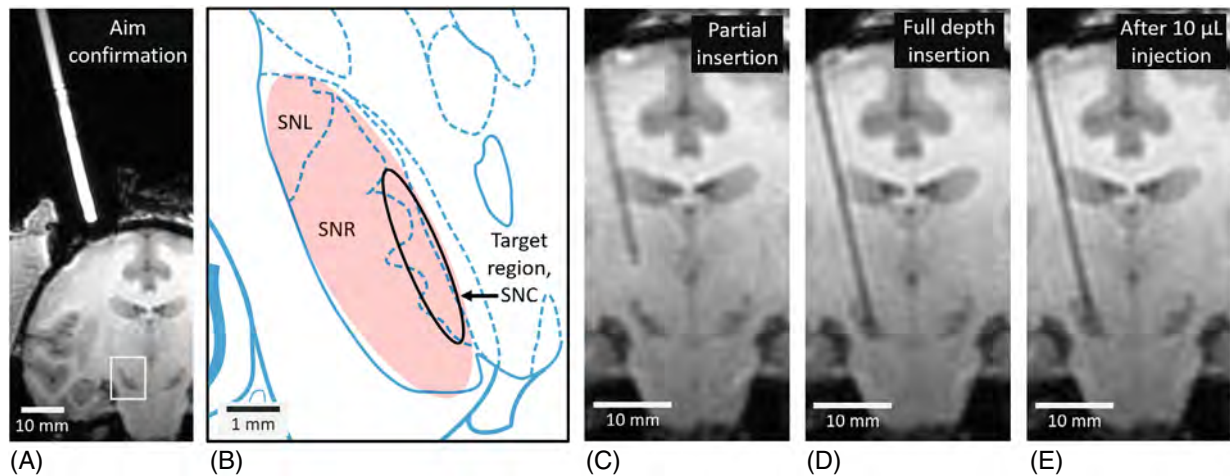 Aim
confirmation
10 mm
(A)
SNL
SNR
Target
region,
SNC
1 mm
(B)
Partial
insertion
10 mm
(C)
Full depth
insertion
10 mm
(D)
After 10 µL
injection
10 mm
(E)